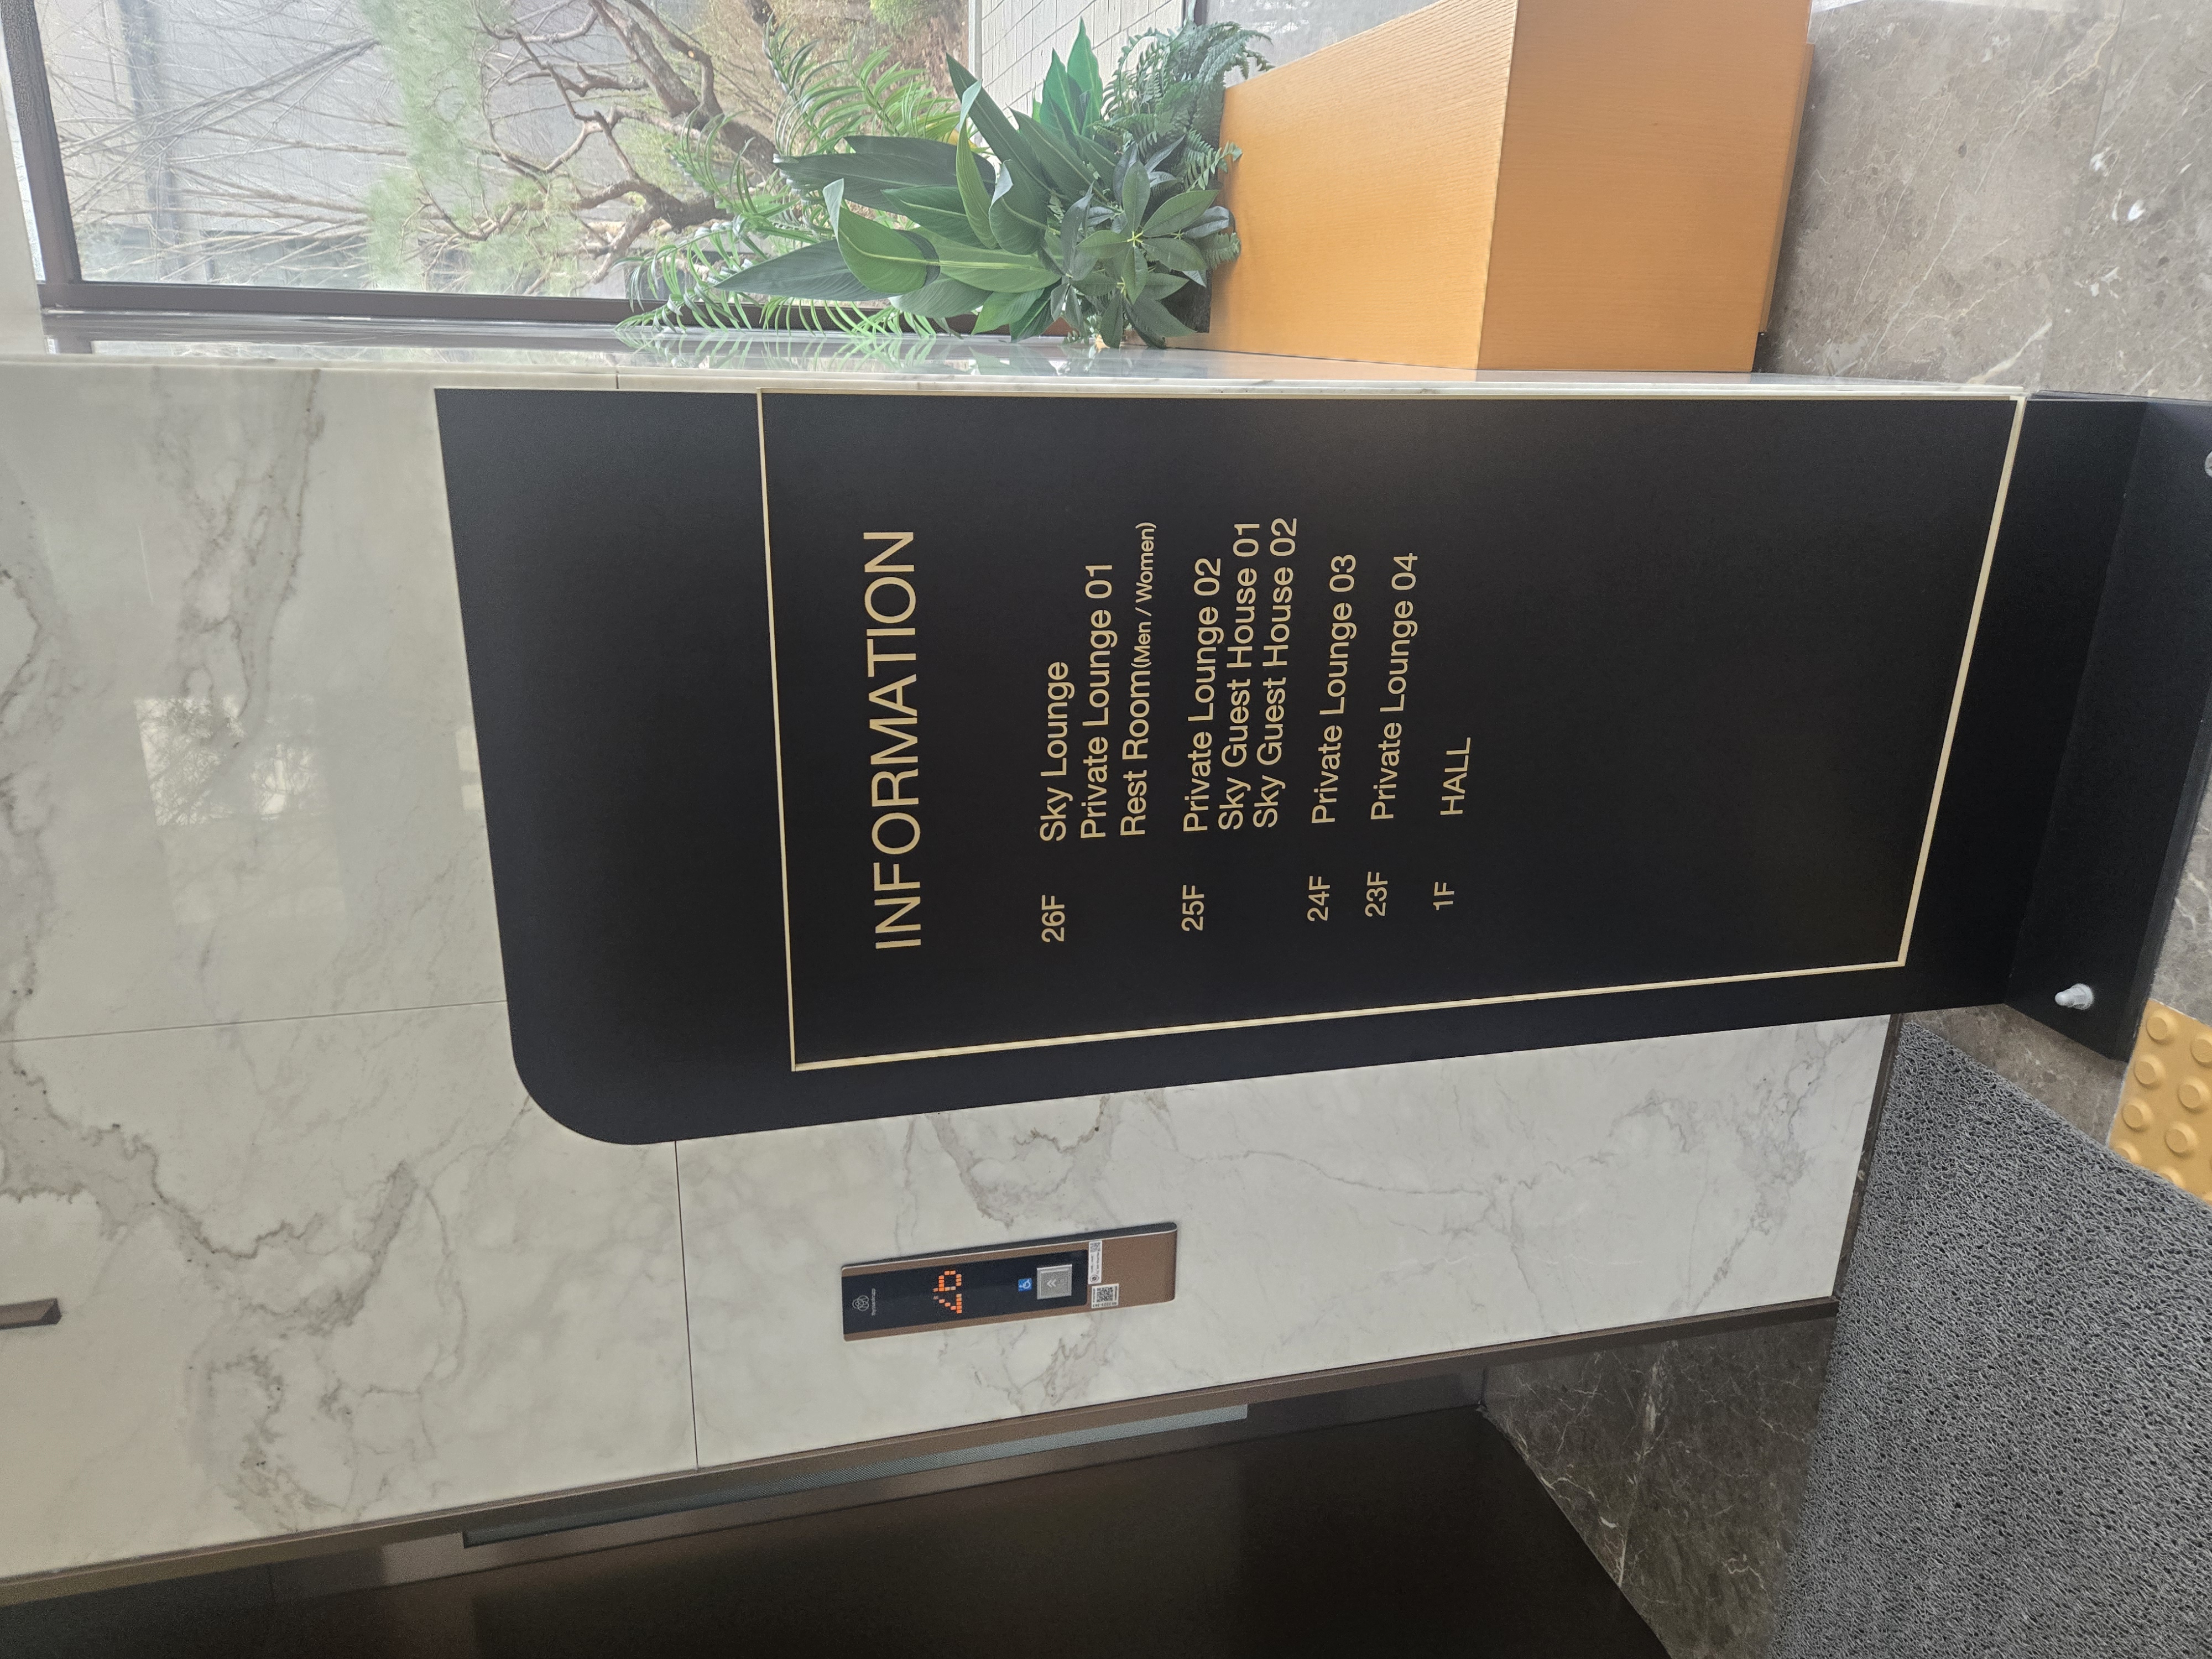 INFORMATION
26F Sky Lounge
Private Lounge 01
Rest Room(Men / Women)
25F Private Lounge 02
Sky Guest House 01
Sky Guest House 02
24F Private Lounge 03
23F Private Lounge 04
1F HALL